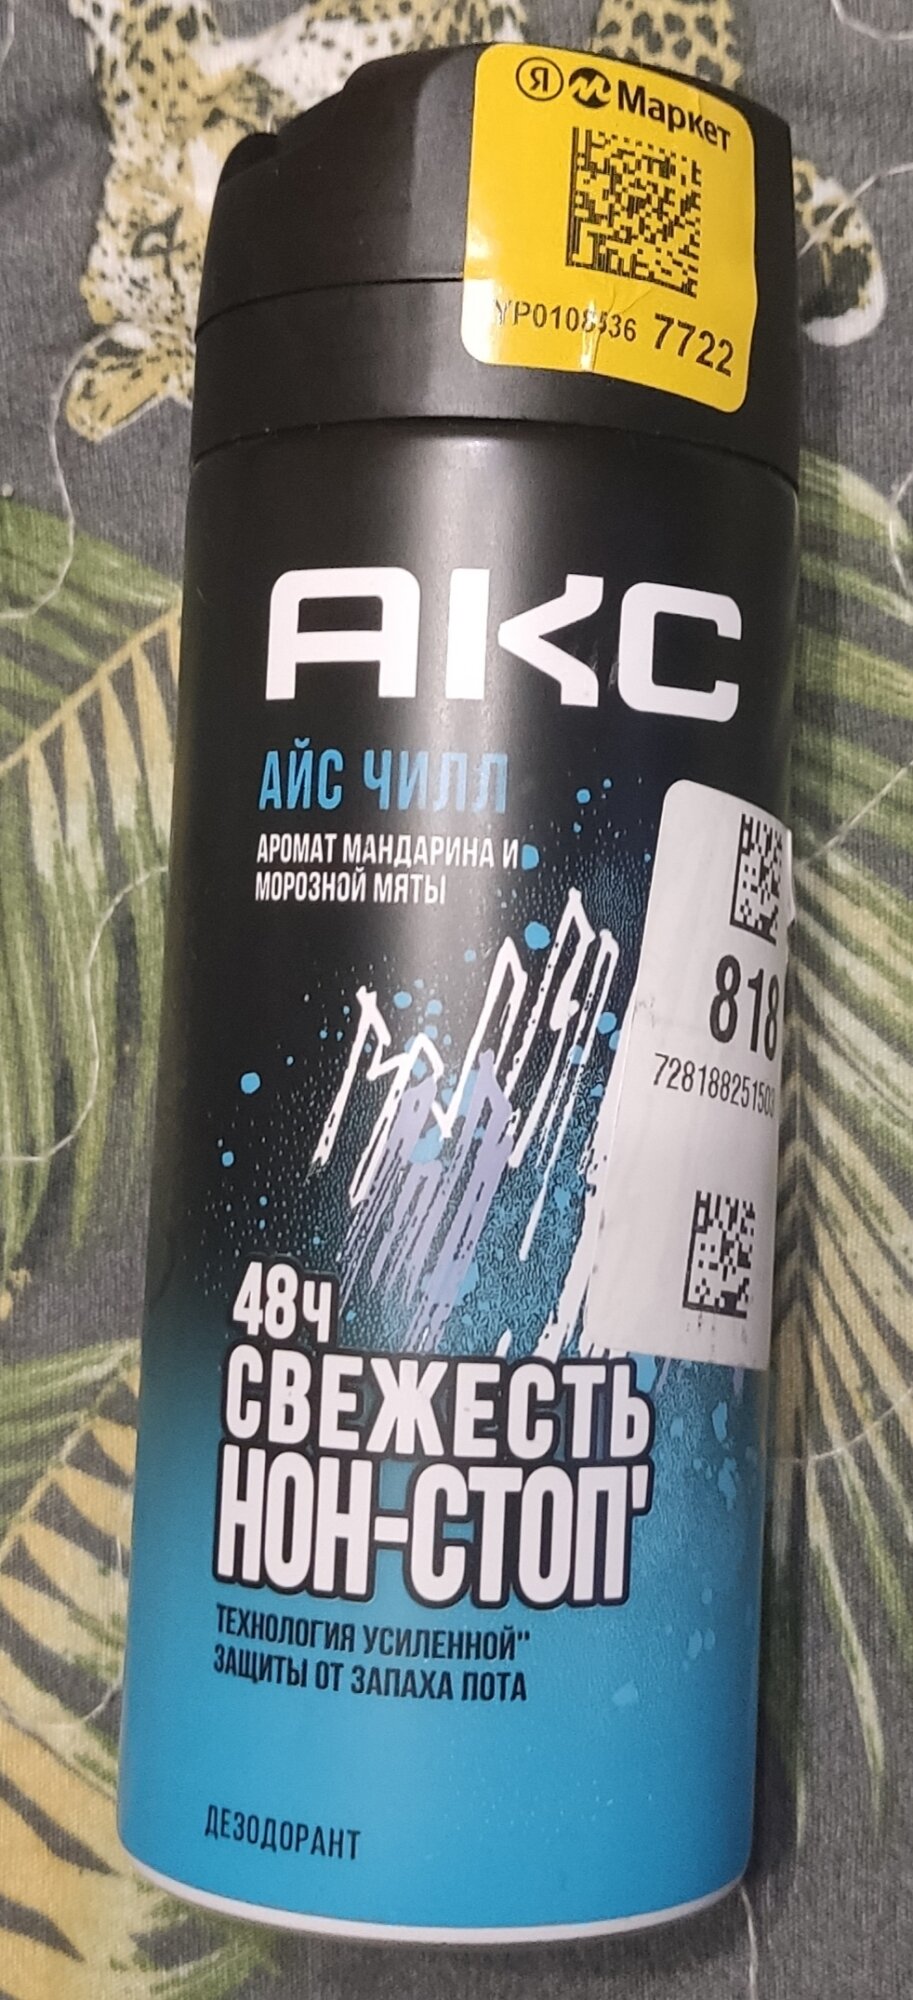 Я Маркет
7722
АКС
АЙС ЧИЛЛ
АРОМАТ МАНДАРИНА И
МОРОЗНОЙ МЯТЫ
818
728188251503
48Ч
СВЕЖЕСТЬ
НОН-СТОП'
ТЕХНОЛОГИЯ УСИЛЕННОЙ"
ЗАЩИТЫ ОТ ЗАПАХА ПОТА
ДЕЗОДОРАНТ